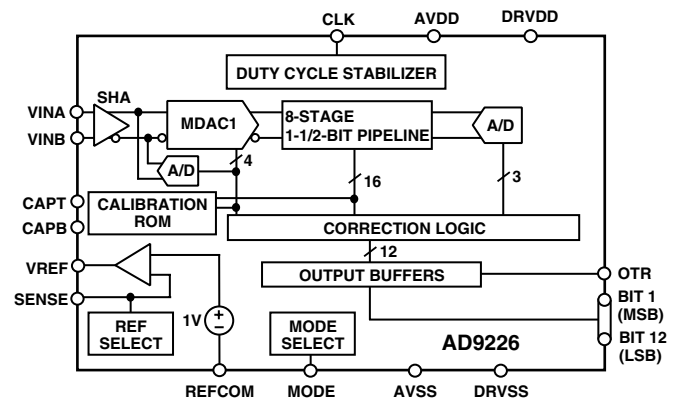 CLK
AVDD
DRVDD
DUTY CYCLE STABILIZER
SHA
VINA
VINB
MDAC1
8-STAGE
1-1/2-BIT PIPELINE
A/D
A/D
4
16
3
CAPT
CAPB
CALIBRATION
ROM
CORRECTION LOGIC
12
VREF
OUTPUT BUFFERS
OTR
SENSE
BIT 1
(MSB)
1V
REF
SELECT
MODE
SELECT
AD9226
BIT 12
(LSB)
REFCOM
MODE
AVSS
DRVSS